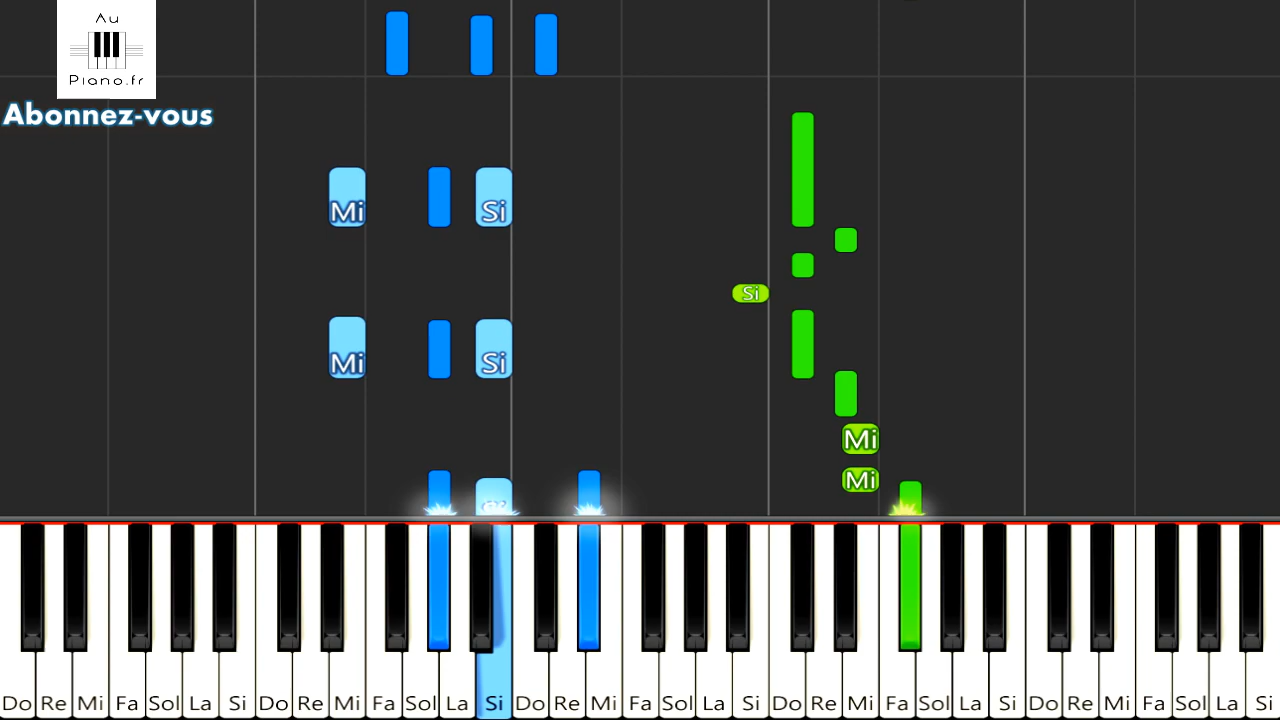 Au
Piano.fr
Abonnez-vous
Mi Si
Si
Mi Si
Mi
Mi
Do Re Mi Fa Sol La Si Do Re Mi Fa Sol La Si Do Re Mi Fa Sol La Si Do Re Mi Fa Sol La Si Do Re Mi Fa Sol La Si